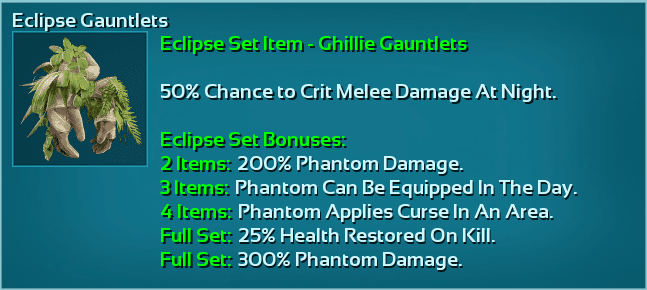 Eclipse Gauntlets
Eclipse Set Item - Ghillie Gauntlets
50% Chance to Crit Melee Damage At Night.
Eclipse Set Bonuses:
2 Items: 200% Phantom Damage.
3 Items: Phantom Can Be Equipped In The Day.
4 Items: Phantom Applies Curse In An Area.
Full Set: 25% Health Restored On Kill.
Full Set: 300% Phantom Damage.